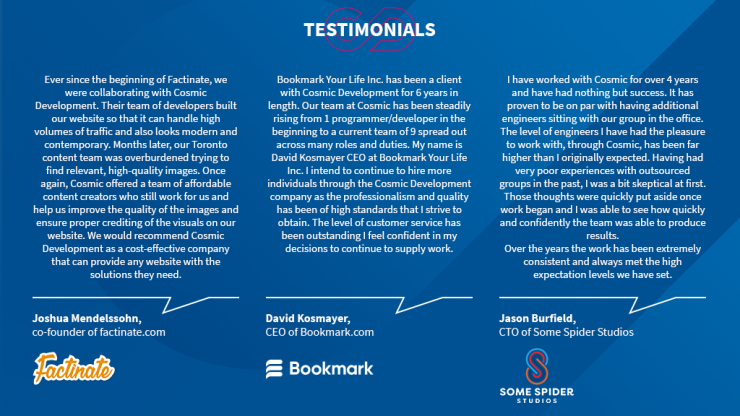 TESTIMONIALS
Ever since the beginning of Factinate, we
were collaborating with Cosmic
Development. Their team of developers built
our website so that it can handle high
volumes of traffic and also looks modern and
contemporary. Months later, our Toronto
content team was overburdened trying to
find relevant, high-quality images. Once
again, Cosmic offered a team of affordable
content creators who still work for us and
help us improve the quality of the images and
ensure proper crediting of the visuals on our
website. We would recommend Cosmic
Development as a cost-effective company
that can provide any website with the
solutions they need.
Joshua Mendelssohn,
co-founder of factinate.com
Factinate
Bookmark Your Life Inc. has been a client
with Cosmic Development for 6 years in
length. Our team at Cosmic has been steadily
rising from 1 programmer/developer in the
beginning to a current team of 9 spread out
across many roles and duties. My name is
David Kosmayer CEO at Bookmark Your Life
Inc. I intend to continue to hire more
individuals through the Cosmic Development
company as the professionalism and quality
has been of high standards that I strive to
obtain. The level of customer service has
been outstanding I feel confident in my
decisions to continue to supply work.
David Kosmayer,
CEO of Bookmark.com
Bookmark
I have worked with Cosmic for over 4 years
and have had nothing but success. It has
proven to be on par with having additional
engineers sitting with our group in the office.
The level of engineers I have had the pleasure
to work with, through Cosmic, has been far
higher than I originally expected. Having had
very poor experiences with outsourced
groups in the past, I was a bit skeptical at first.
Those thoughts were quickly put aside once
work began and I was able to see how quickly
and confidently the team was able to produce
results.
Over the years the work has been extremely
consistent and always met the high
expectation levels we have set.
Jason Burfield,
CTO of Some Spider Studios
SOME SPIDER
STUDIOS